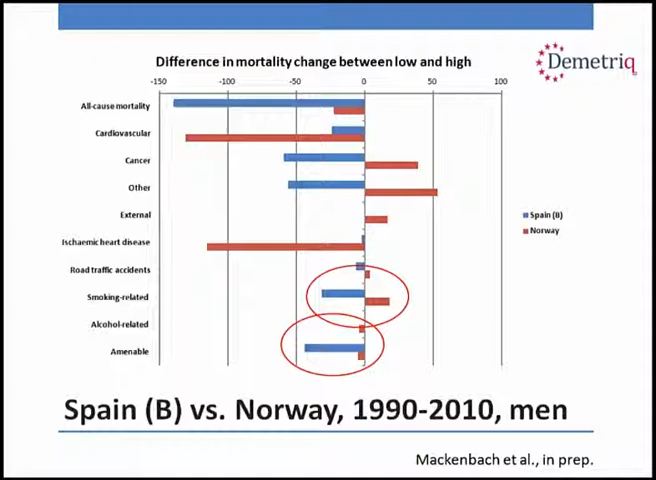 Difference in mortality change between low and high
Demetriq
-150 -100 -50 0 50 100
All-cause mortality
Cardiovascular
Cancer
Other
External
Ischaemic heart disease
Road traffic accidents
Smoking-related
Alcohol-related
Amenable
Spain (B)
Norway
Spain (B) vs. Norway, 1990-2010, men
Mackenbach et al., in prep.